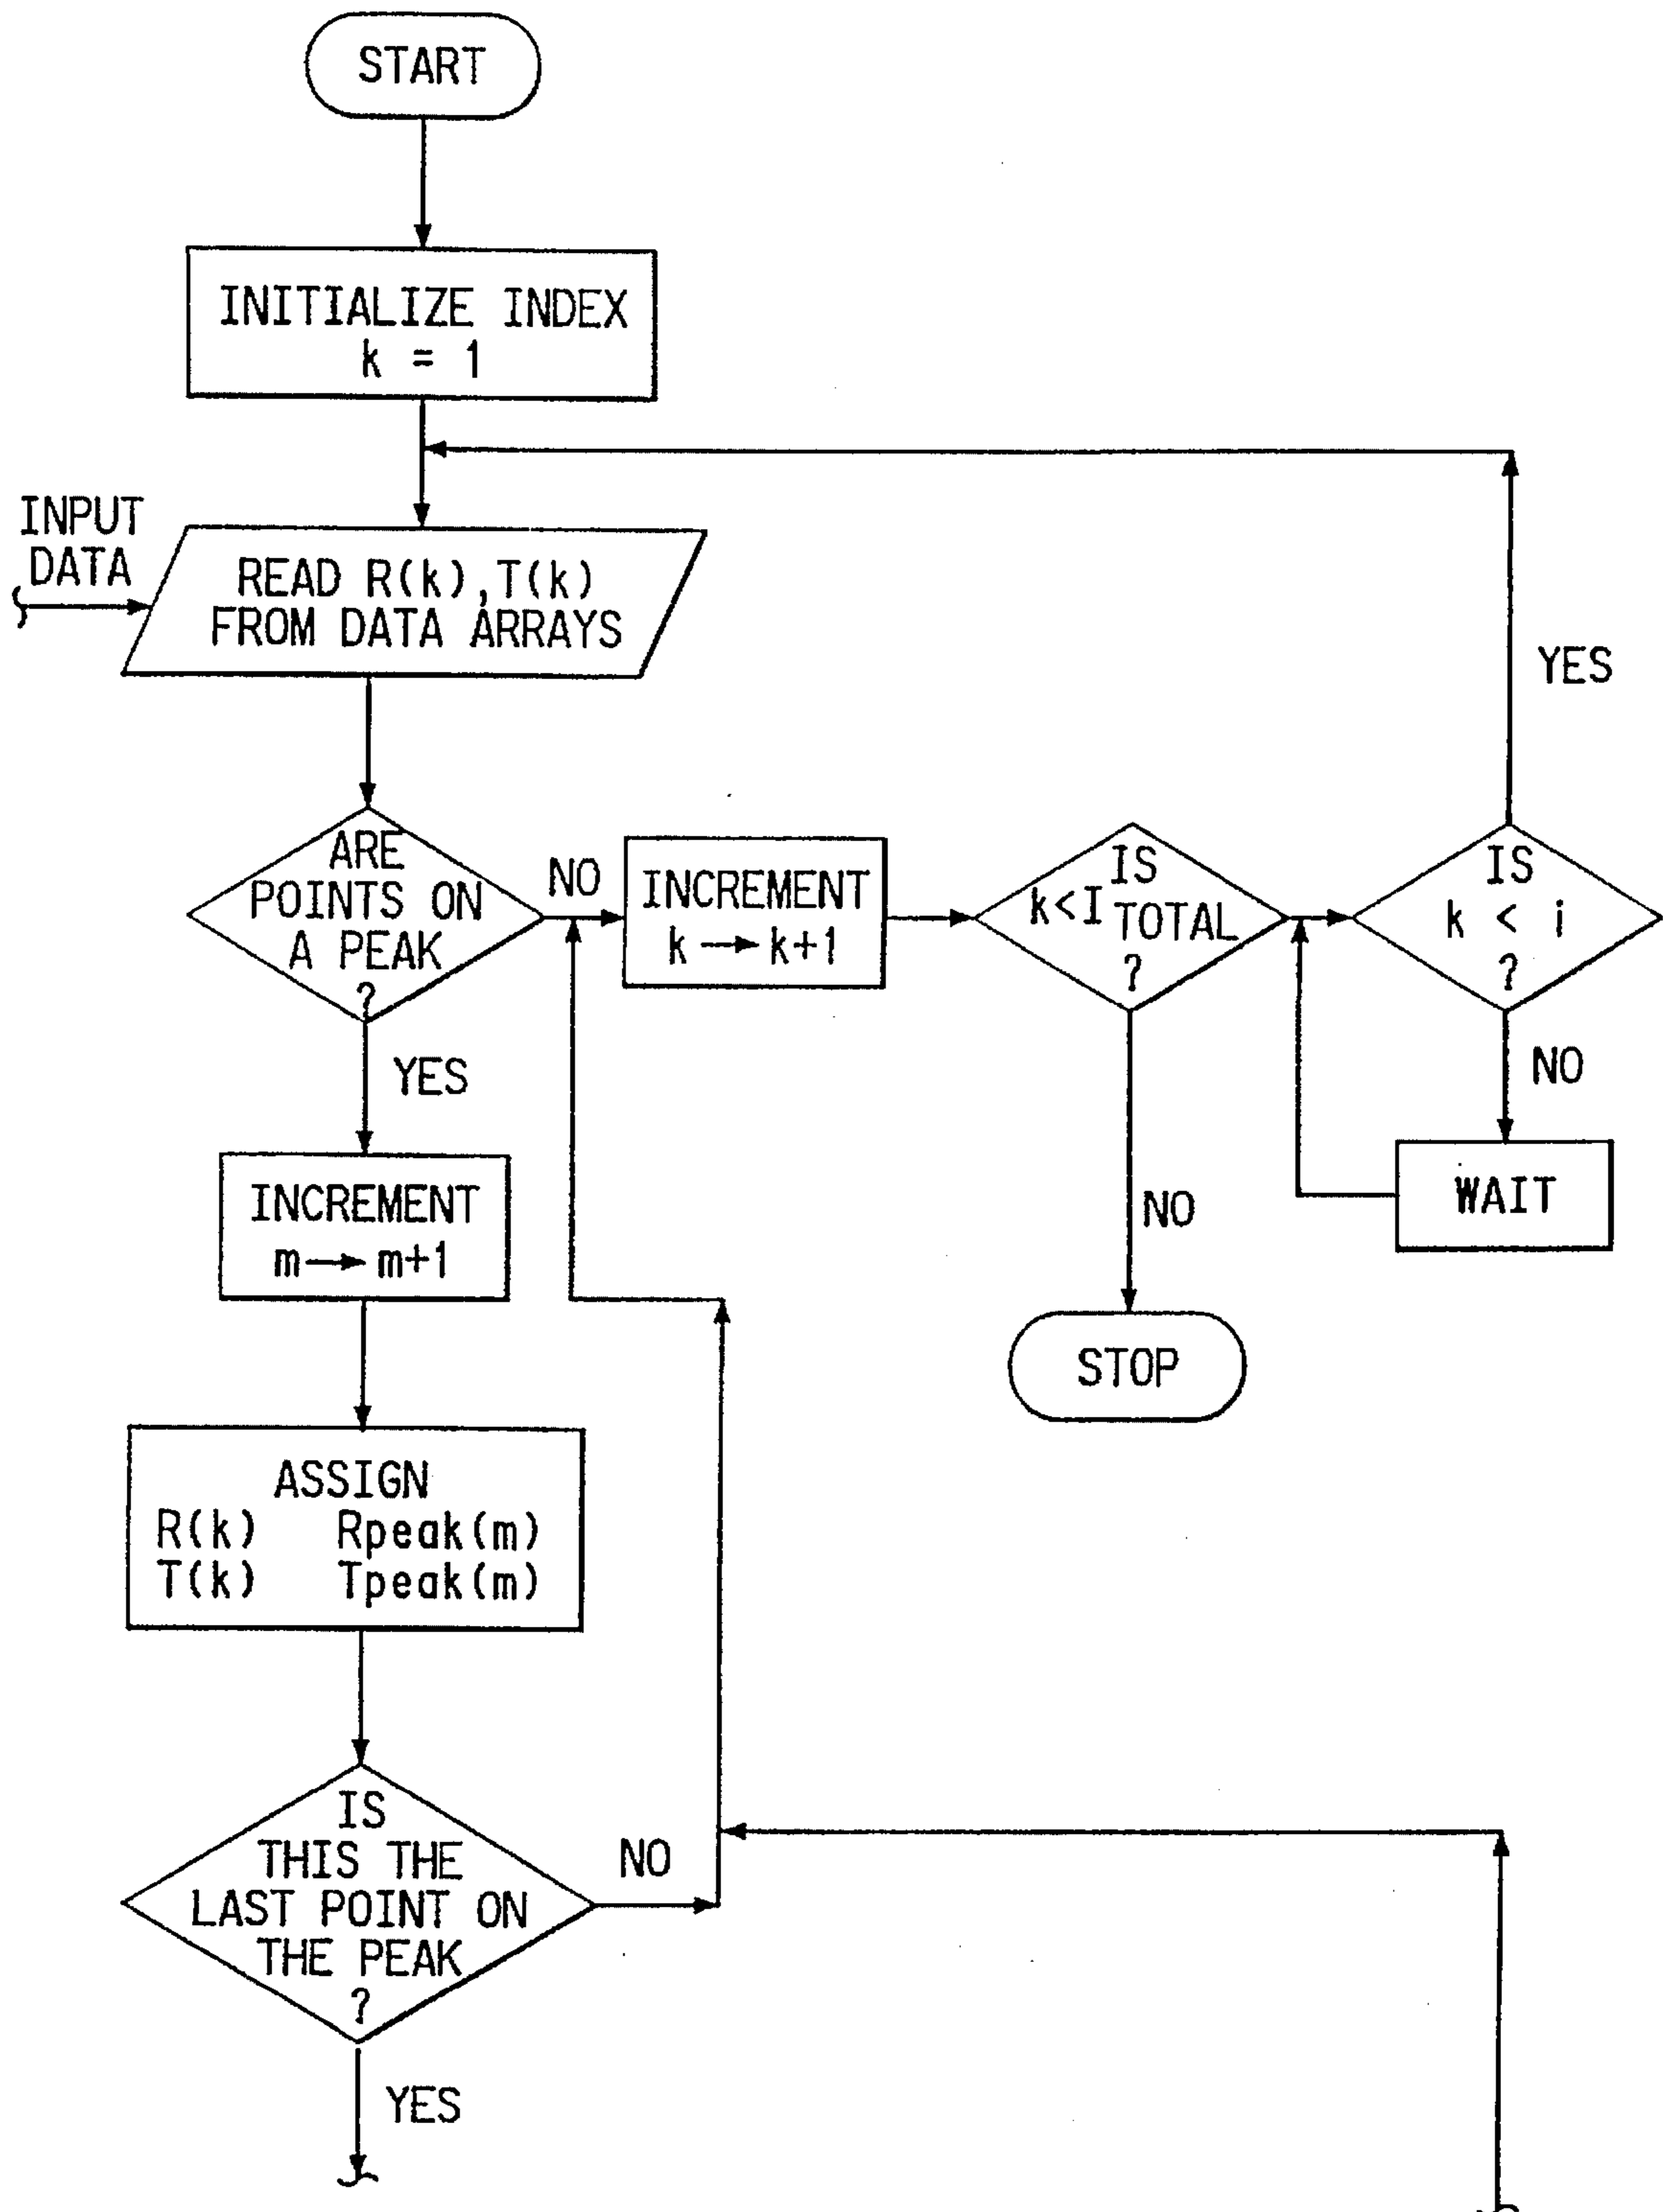 START
INITIALIZE INDEX
k = 1
INPUT
DATA
READ R(k),T(k)
FROM DATA ARRAYS
YES
ARE
POINTS ON
A PEAK
?
NO
INCREMENT
k → k+1
IS
k<I TOTAL
?
IS
k < i
?
YES
NO
NO
WAIT
INCREMENT
m → m+1
STOP
ASSIGN
R(k) Rpeak(m)
T(k) Tpeak(m)
IS
THIS THE
LAST POINT ON
THE PEAK
?
NO
YES